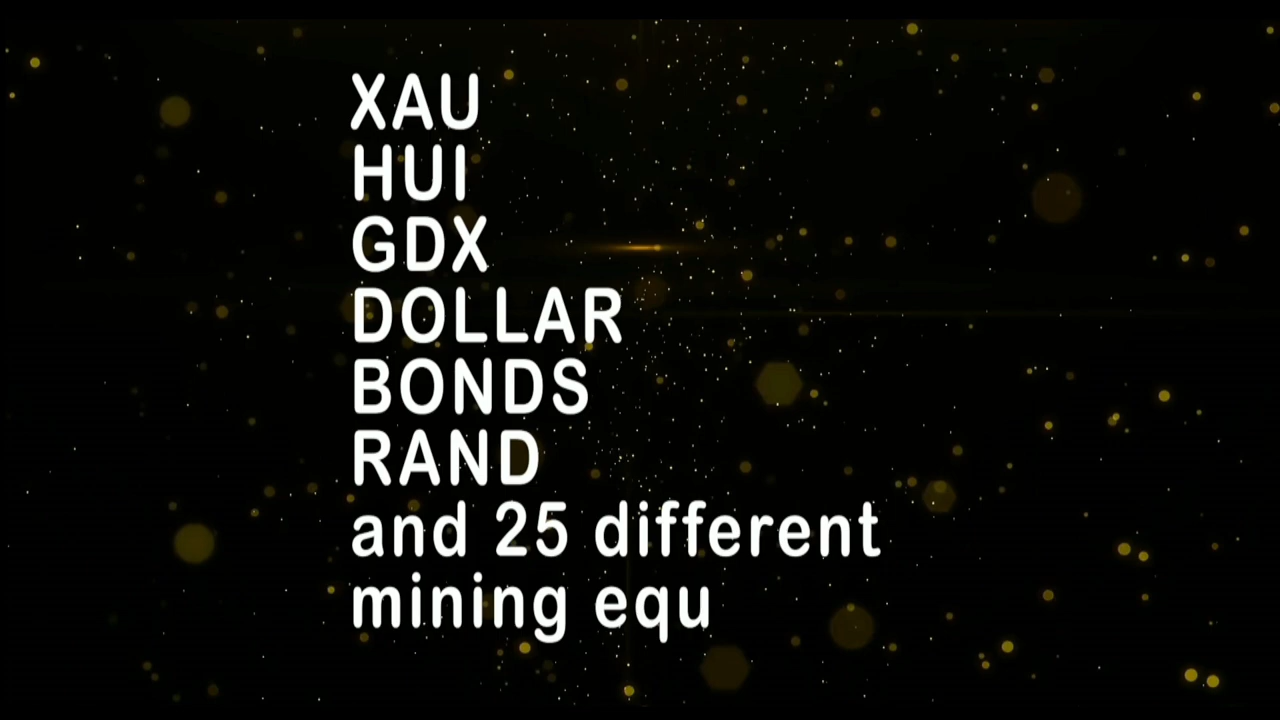 XAU
HUI
GDX
DOLLAR
BONDS
RAND
and 25 different
mining equ